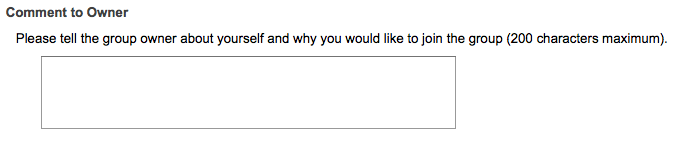 Comment to Owner
Please tell the group owner about yourself and why you would like to join the group (200 characters maximum).